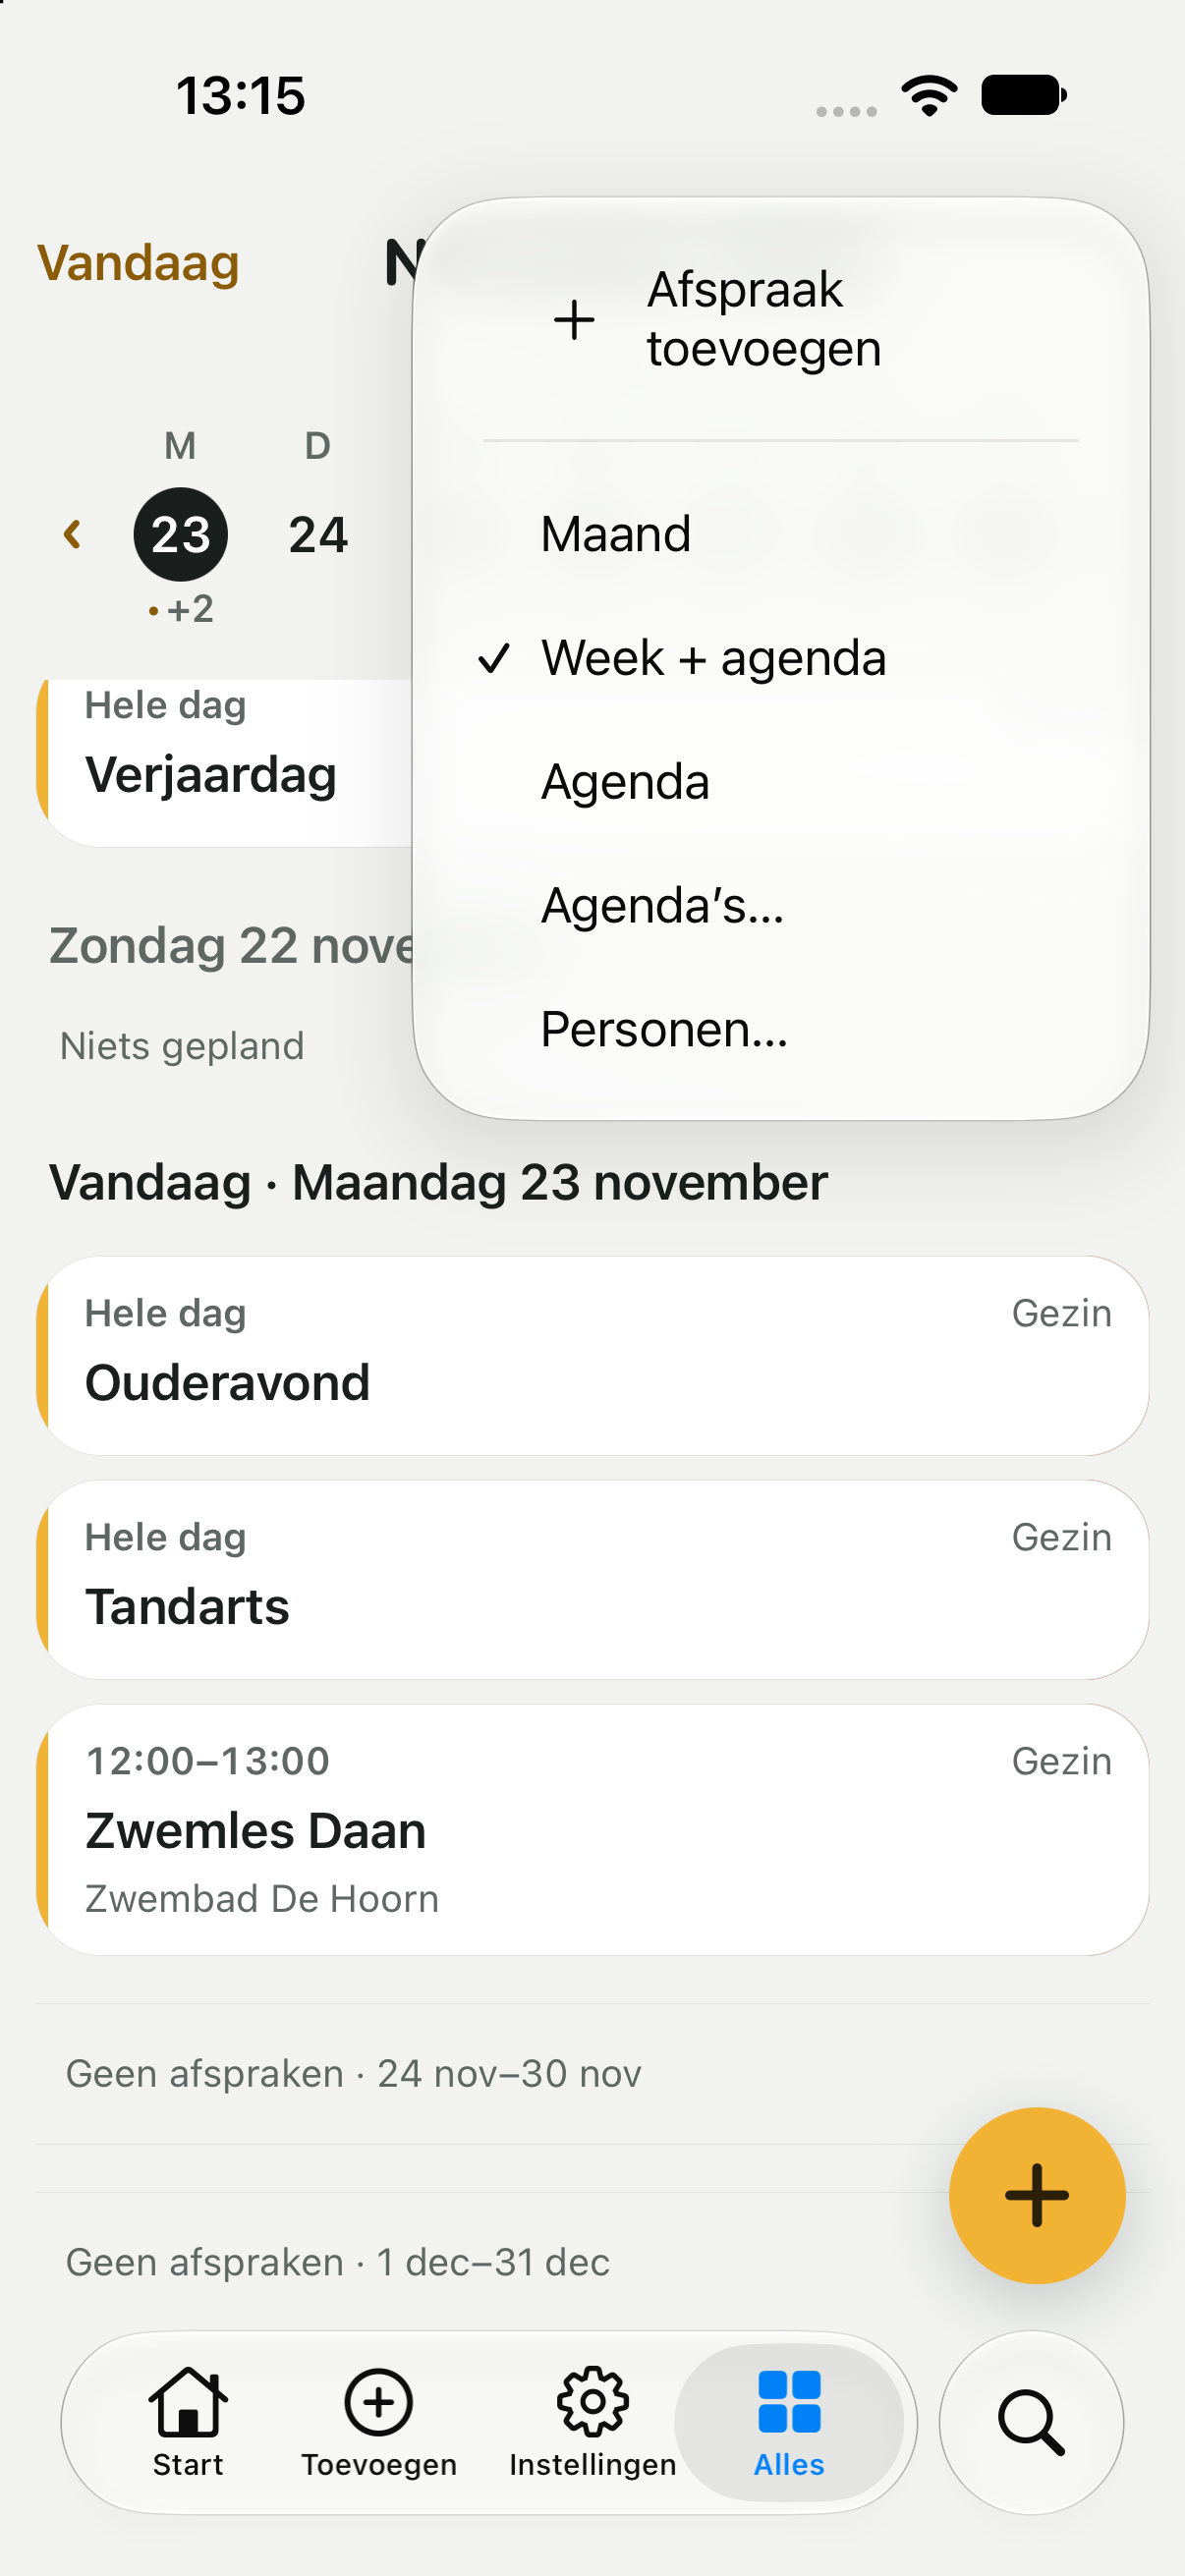 13:15
Vandaag
Afspraak
toevoegen
M D
23 24
+2
Maand
Week + agenda
Agenda
Agenda’s...
Personen...
Hele dag
Verjaardag
Zondag 22 nove
Niets gepland
Vandaag · Maandag 23 november
Hele dag Gezin
Ouderavond
Hele dag Gezin
Tandarts
12:00–13:00 Gezin
Zwemles Daan
Zwembad De Hoorn
Geen afspraken · 24 nov–30 nov
Geen afspraken · 1 dec–31 dec
Start Toevoegen Instellingen Alles